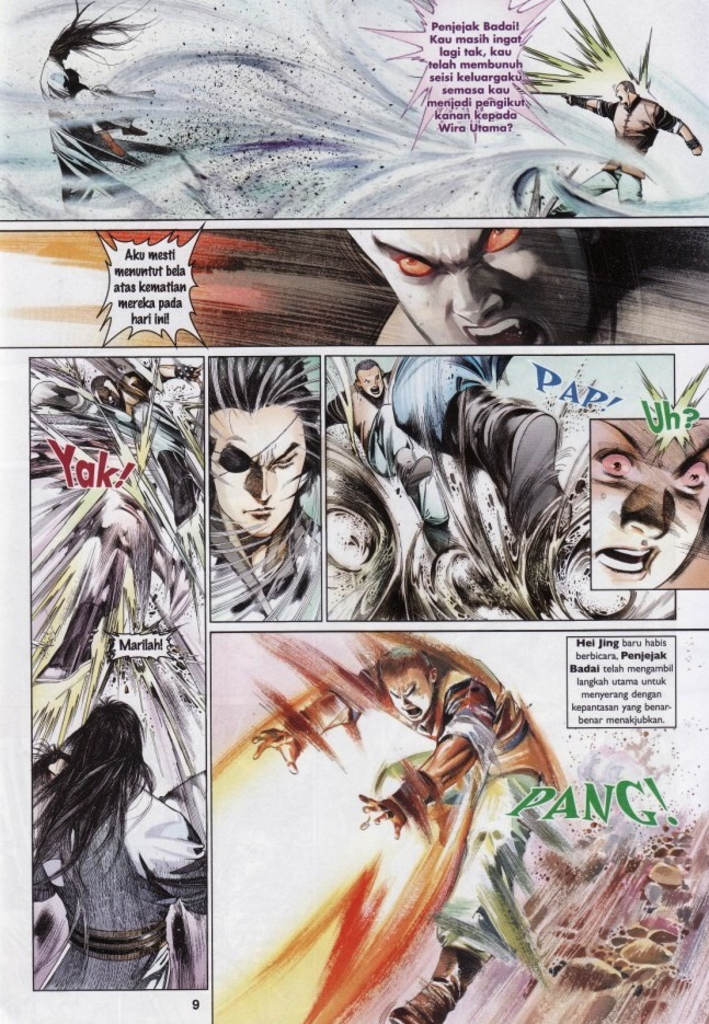 Penjejak Badai!
Kau masih ingat
lagi tak, kau
telah membunuh
seisi keluargaku
semasa kau
menjadi pengikut
kanan kepada
Wira Utama?
Aku mesti
menuntut bela
atas kematian
mereka pada
hari ini!
Yak!
Marilah!
PAP!
Uh?
Hei Jing baru habis
berbicara, Penjejak
Badai telah mengambil
langkah utama untuk
menyerang dengan
kepantasan yang benar-
benar menakjubkan.
PANG!
9